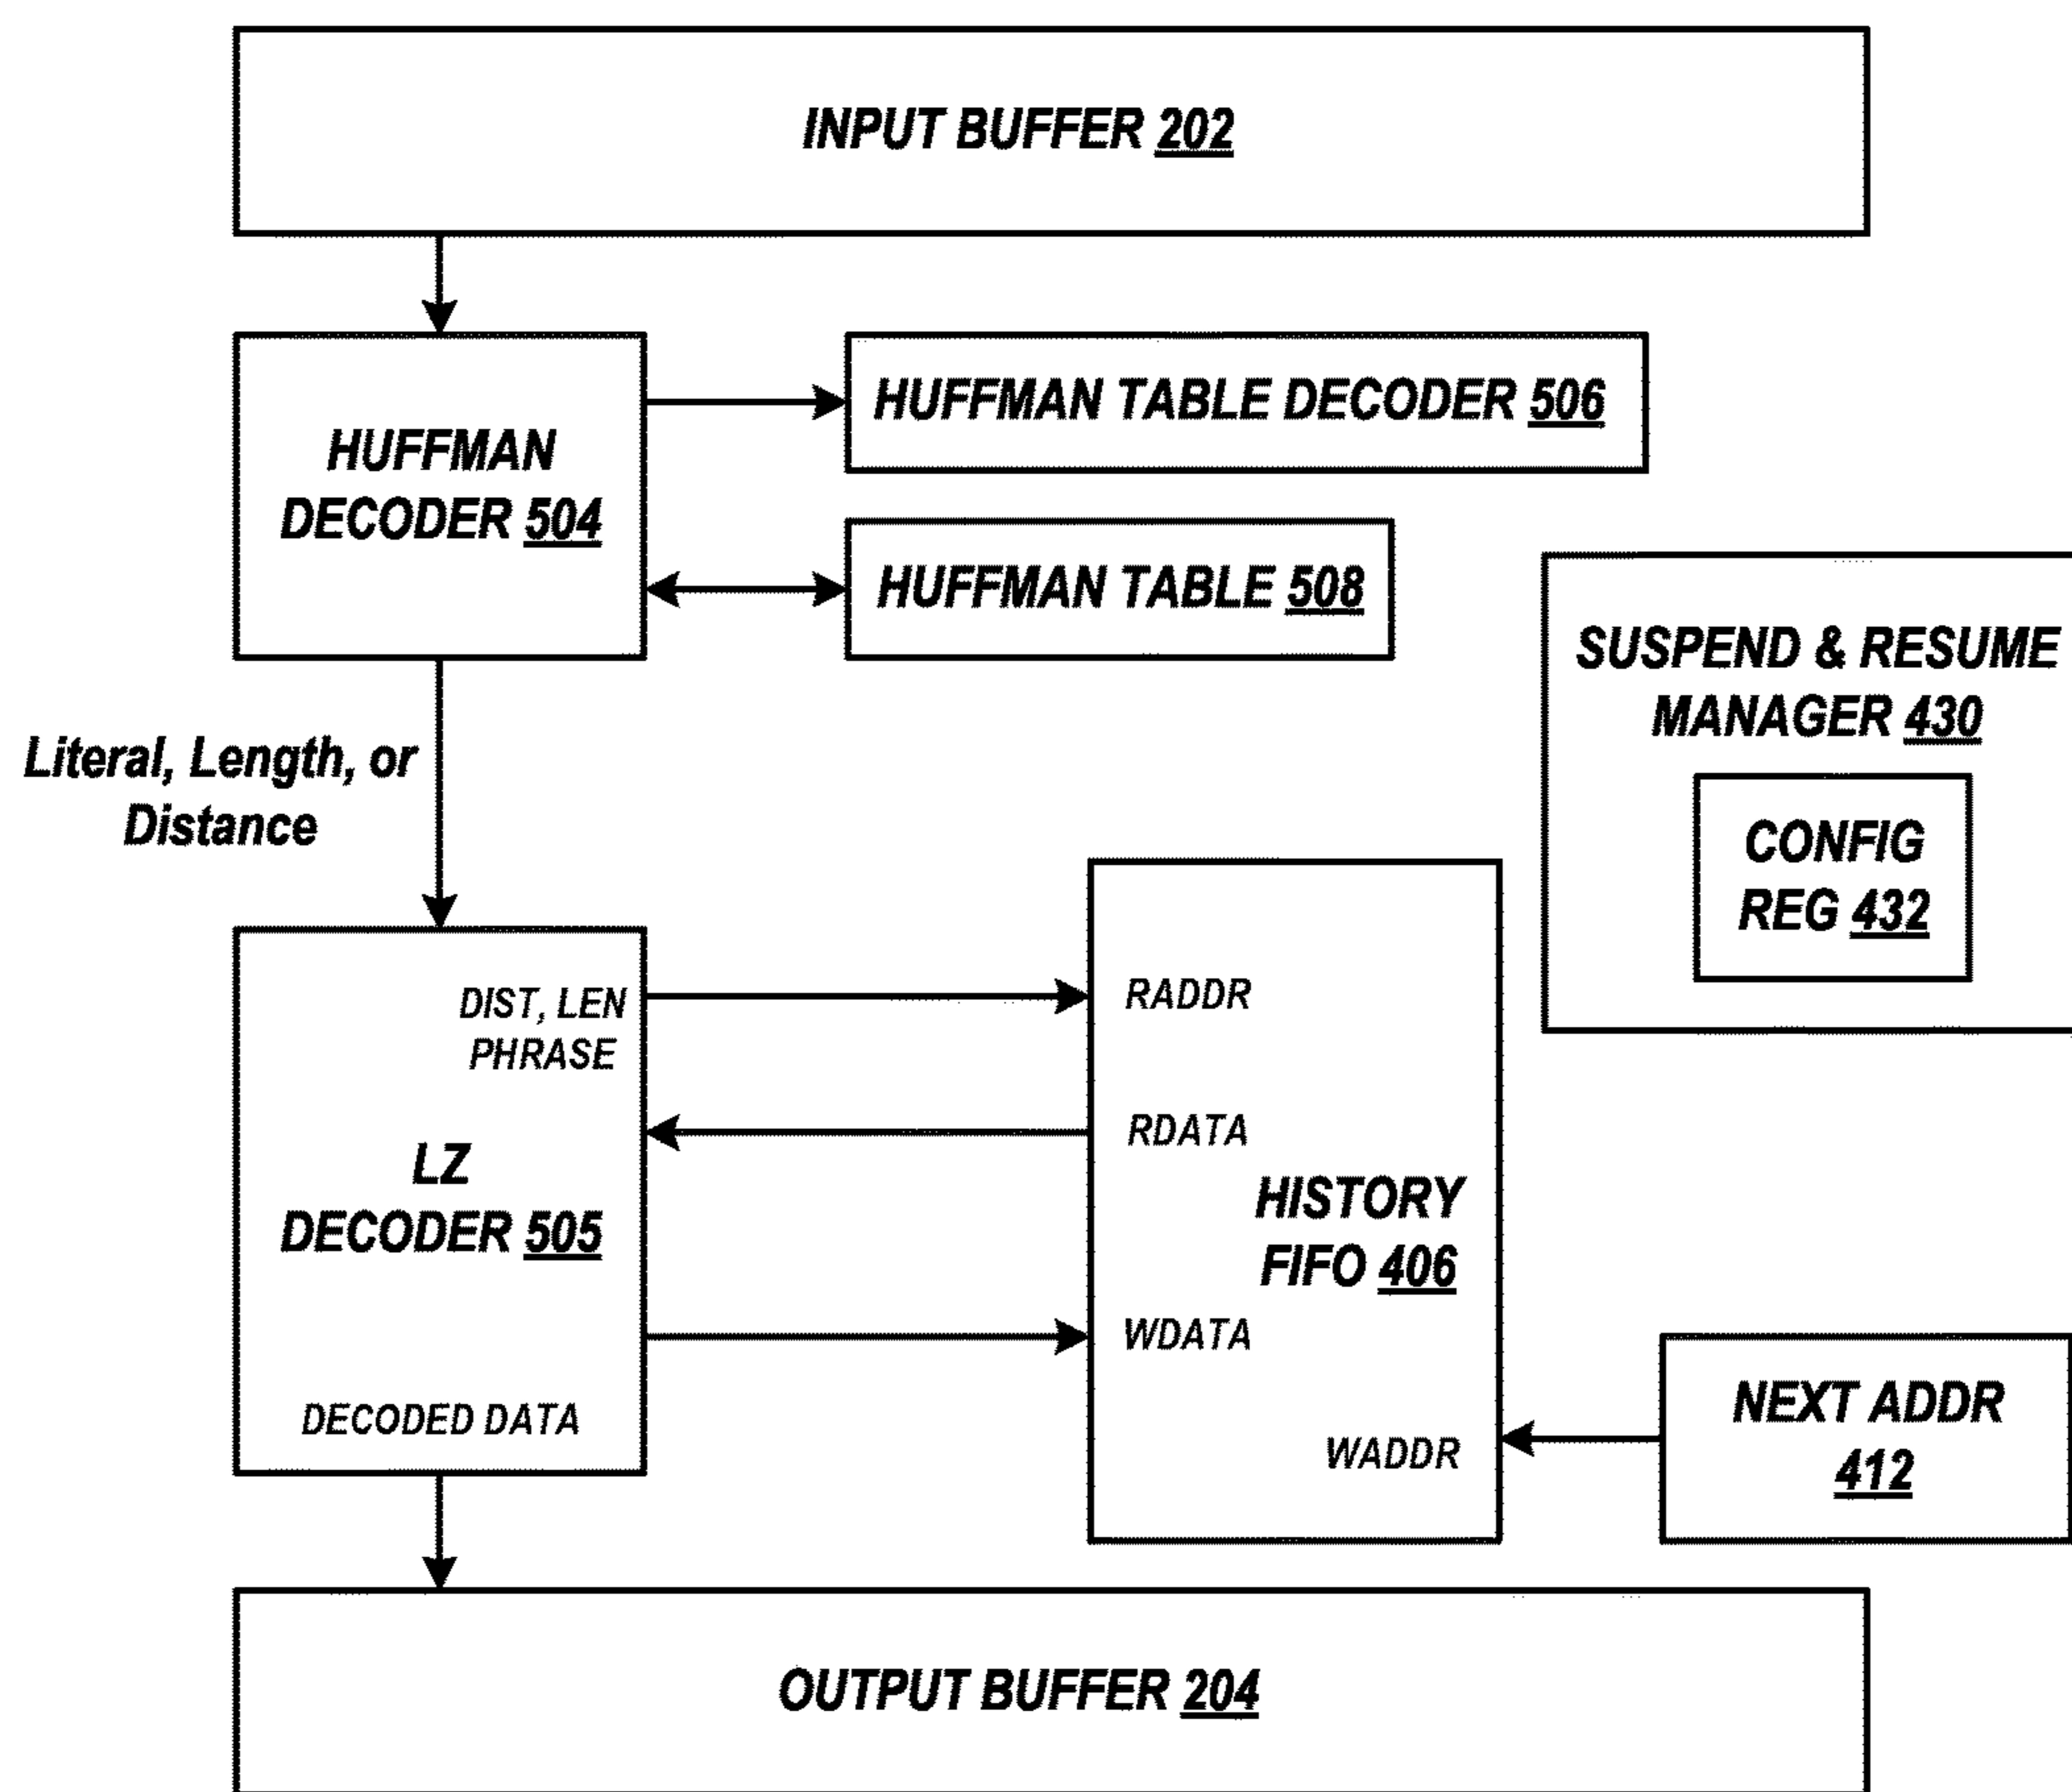 INPUT BUFFER 202
HUFFMAN
DECODER 504
HUFFMAN TABLE DECODER 506
HUFFMAN TABLE 508
SUSPEND & RESUME
MANAGER 430
CONFIG
REG 432
Literal, Length, or
Distance
DIST, LEN
PHRASE
LZ
DECODER 505
DECODED DATA
RADDR
RDATA
HISTORY
FIFO 406
WDATA
WADDR
NEXT ADDR
412
OUTPUT BUFFER 204